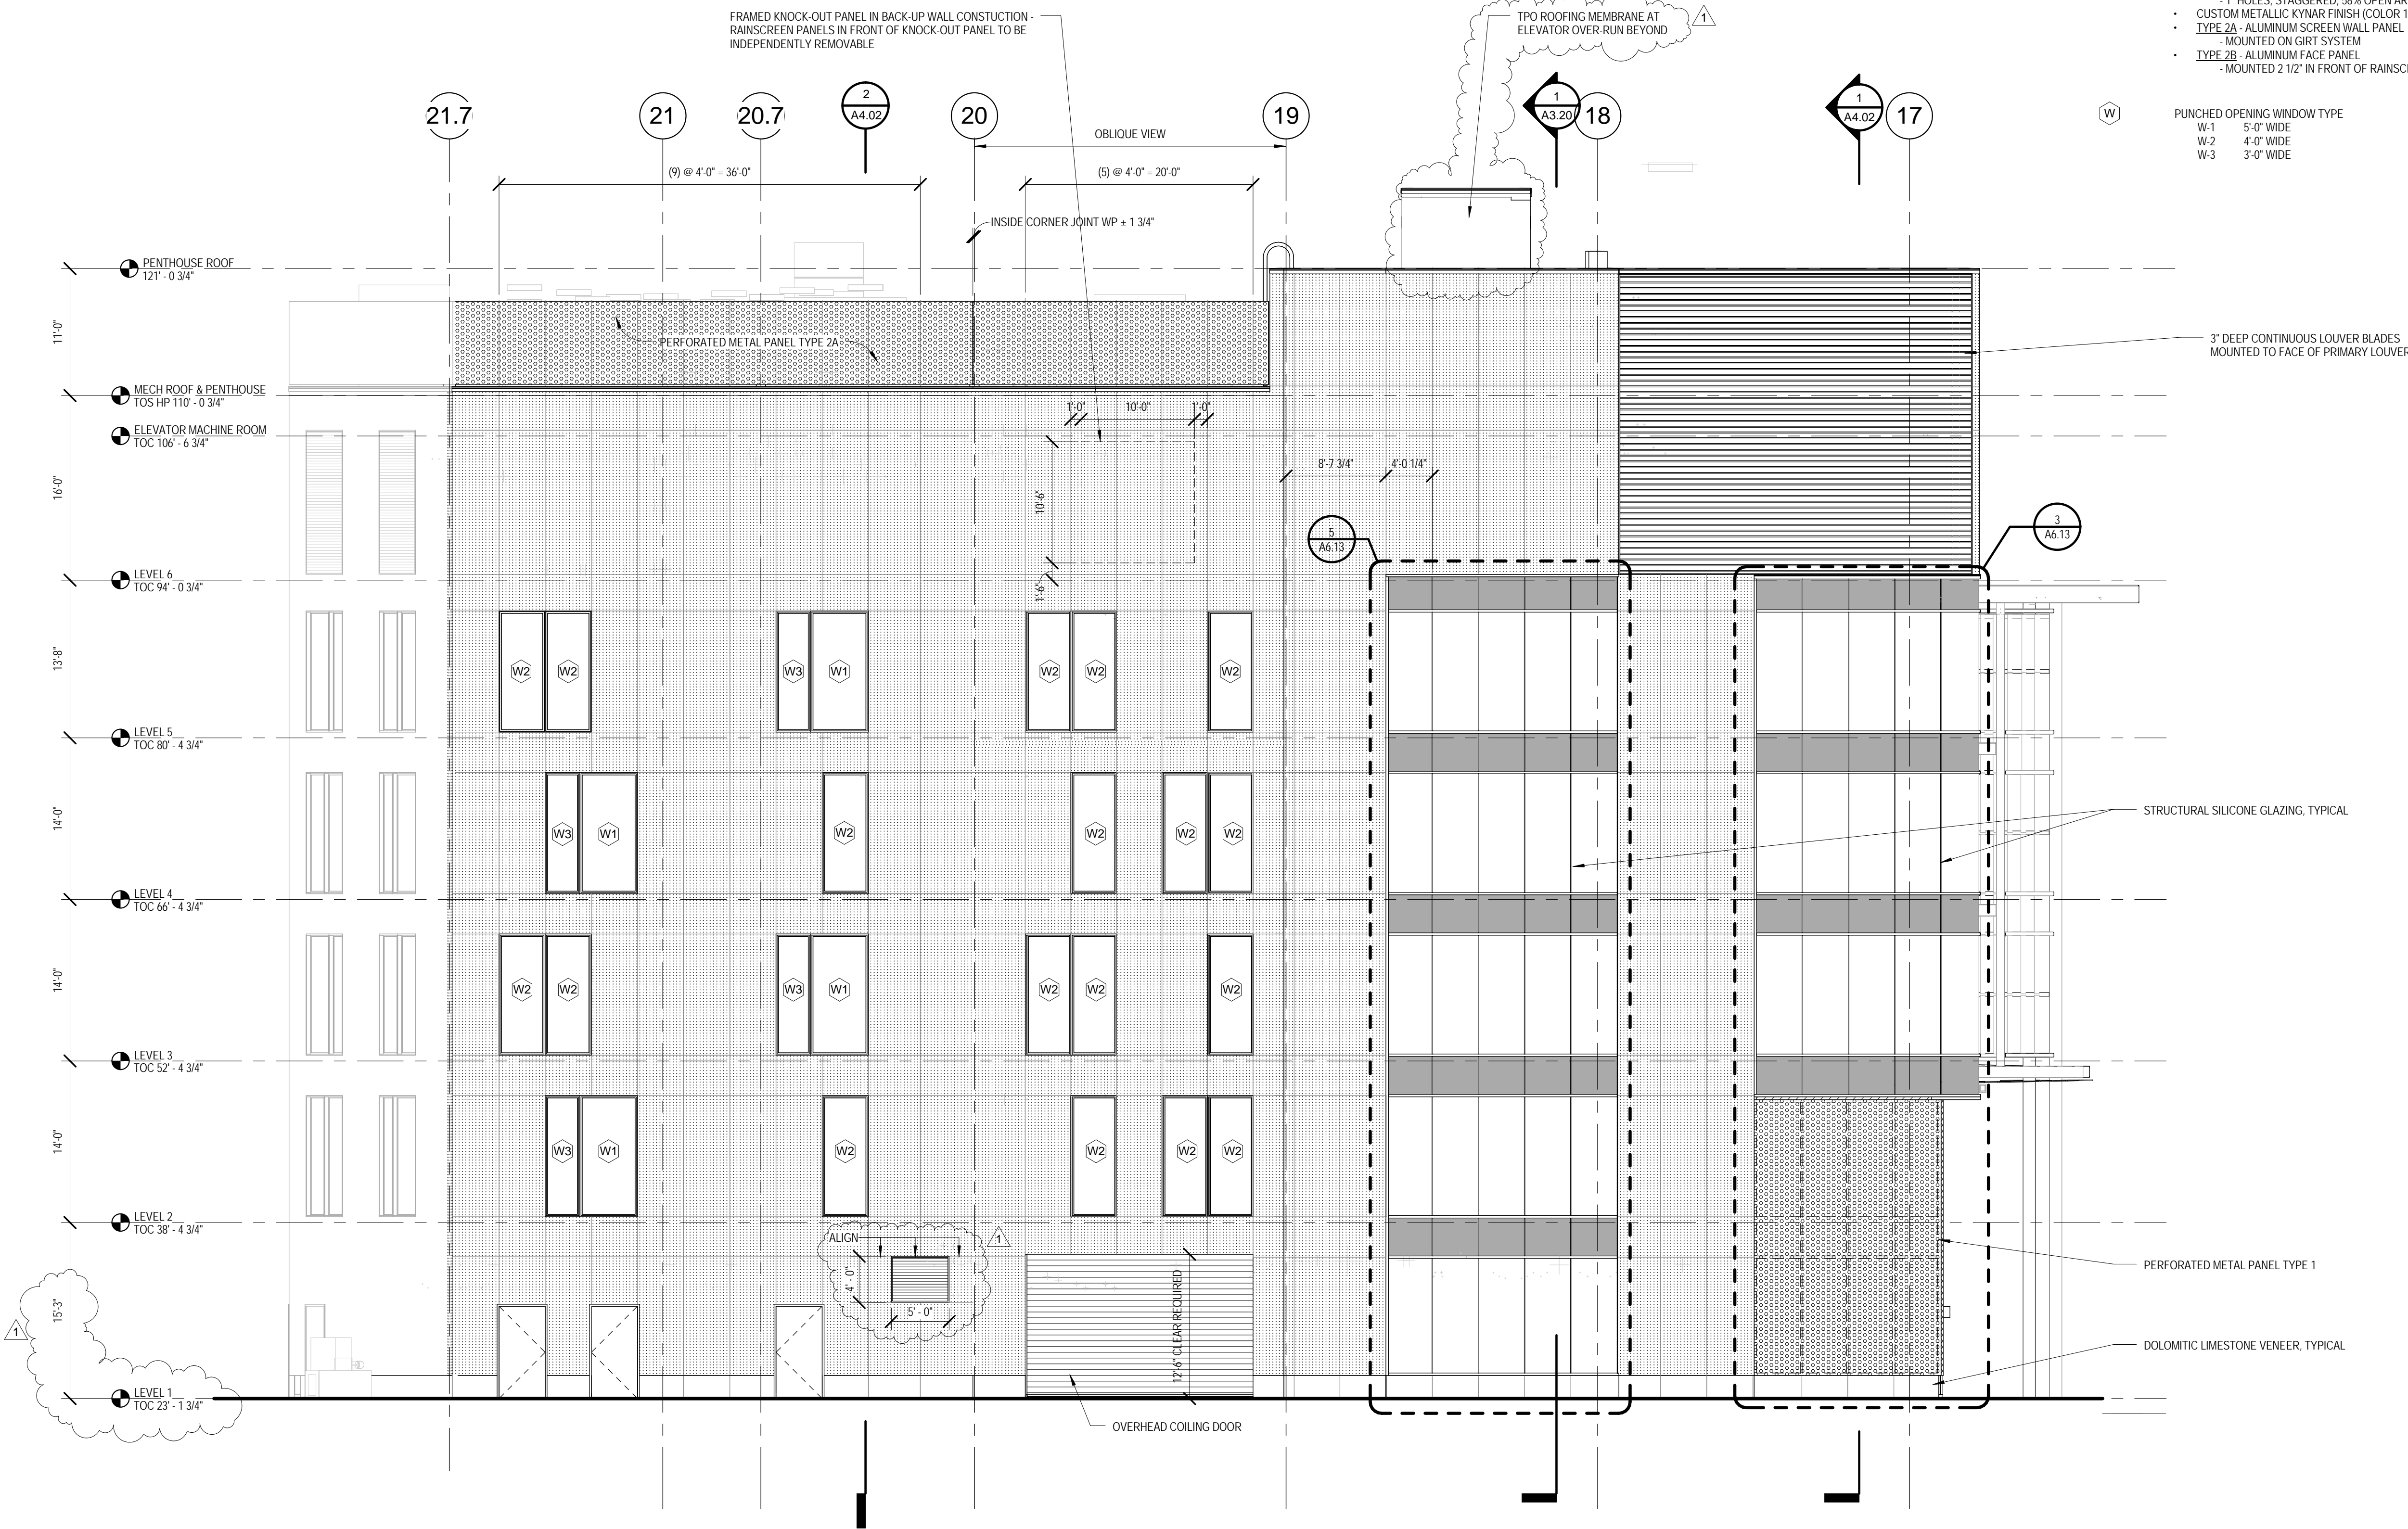 FRAMED KNOCK-OUT PANEL IN BACK-UP WALL CONSTUCTION -
RAINSCREEN PANELS IN FRONT OF KNOCK-OUT PANEL TO BE
INDEPENDENTLY REMOVABLE
TPO ROOFING MEMBRANE AT
ELEVATOR OVER-RUN BEYOND
1
- 1" HOLES, STAGGERED, 58% OPEN
• CUSTOM METALLIC KYNAR FINISH (COLOR
• TYPE 2A - ALUMINUM SCREEN WALL PANEL
- MOUNTED ON GIRT SYSTEM
• TYPE 2B - ALUMINUM FACE PANEL
- MOUNTED 2 1/2" IN FRONT OF
W
PUNCHED OPENING WINDOW TYPE
W-1 5'-0" WIDE
W-2 4'-0" WIDE
W-3 3'-0" WIDE
21.7
21
20.7
2
A4.02
20
19
1
A3.20
18
1
A4.02
17
OBLIQUE VIEW
(9) @ 4'-0" = 36'-0"
(5) @ 4'-0" = 20'-0"
INSIDE CORNER JOINT WP ± 1 3/4"
PENTHOUSE ROOF
121' - 0 3/4"
11'-0"
PERFORATED METAL PANEL TYPE 2A
3" DEEP CONTINUOUS LOUVER BLADES
MOUNTED TO FACE OF PRIMARY LOUVER
MECH ROOF & PENTHOUSE
TOS HP 110' - 0 3/4"
1'-0"
10'-0"
1'-0"
ELEVATOR MACHINE ROOM
TOC 106' - 6 3/4"
16'-0"
10'-6"
8'-7 3/4"
4'-0 1/4"
5
A6.13
3
A6.13
1'-6"
LEVEL 6
TOC 94' - 0 3/4"
13'-8"
W2
W2
W3
W1
W2
W2
W2
LEVEL 5
TOC 80' - 4 3/4"
14'-0"
STRUCTURAL SILICONE GLAZING, TYPICAL
W3
W1
W2
W2
W2
W2
LEVEL 4
TOC 66' - 4 3/4"
14'-0"
W2
W2
W3
W1
W2
W2
W2
LEVEL 3
TOC 52' - 4 3/4"
14'-0"
W3
W1
W2
W2
W2
W2
LEVEL 2
TOC 38' - 4 3/4"
ALIGN
1
4' - 0"
5' - 0"
12'-6" CLEAR REQUIRED
PERFORATED METAL PANEL TYPE 1
15'-3"
1
DOLOMITIC LIMESTONE VENEER, TYPICAL
LEVEL 1
TOC 23' - 1 3/4"
OVERHEAD COILING DOOR